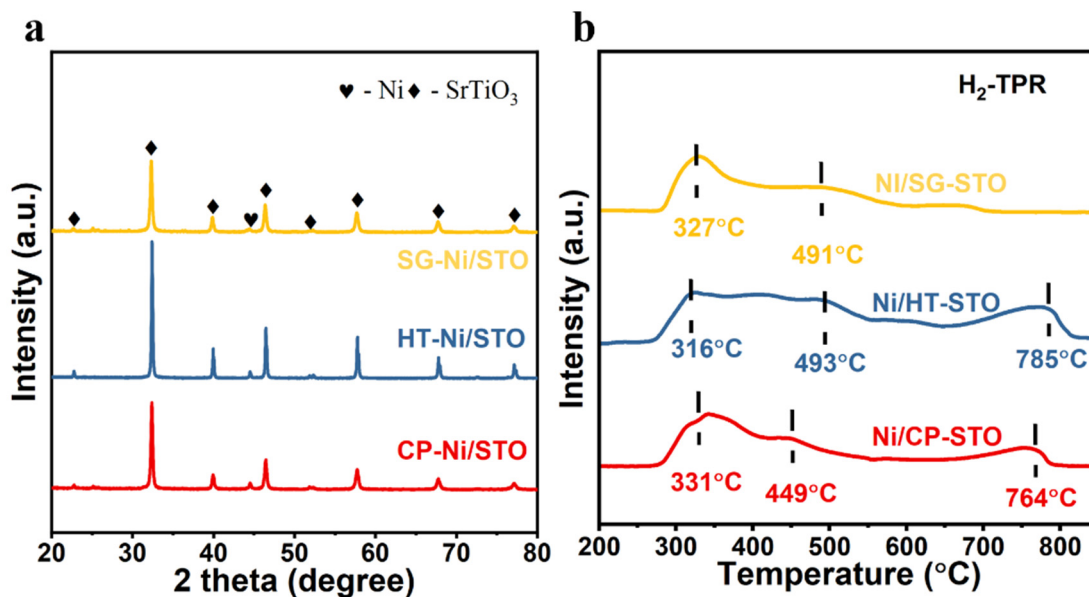 a
♥ - Ni ♦ - SrTiO₃
SG-Ni/STO
HT-Ni/STO
CP-Ni/STO
Intensity (a.u.)
20 30 40 50 60 70 80
2 theta (degree)
b
H₂-TPR
NI/SG-STO
327°C
491°C
Ni/HT-STO
316°C
493°C
785°C
Ni/CP-STO
331°C
449°C
764°C
Intensity (a.u.)
200 300 400 500 600 700 800
Temperature (°C)